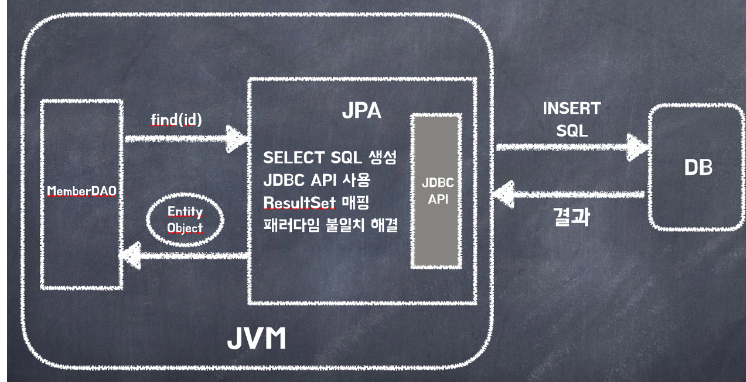 MemberDAO
find(id)
Entity
Object
JPA
SELECT SQL 생성
JDBC API 사용
ResultSet 매핑
패러다임 불일치 해결
JDBC
API
JVM
INSERT
SQL
결과
DB